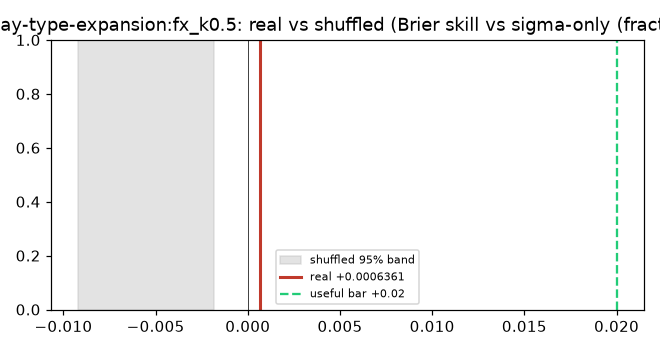 ay-type-expansion:fx_k0.5: real vs shuffled (Brier skill vs sigma-only (fract
1.0
0.8
0.6
0.4
0.2
0.0
shuffled 95% band
real +0.0006361
useful bar +0.02
−0.010 −0.005 0.000 0.005 0.010 0.015 0.020